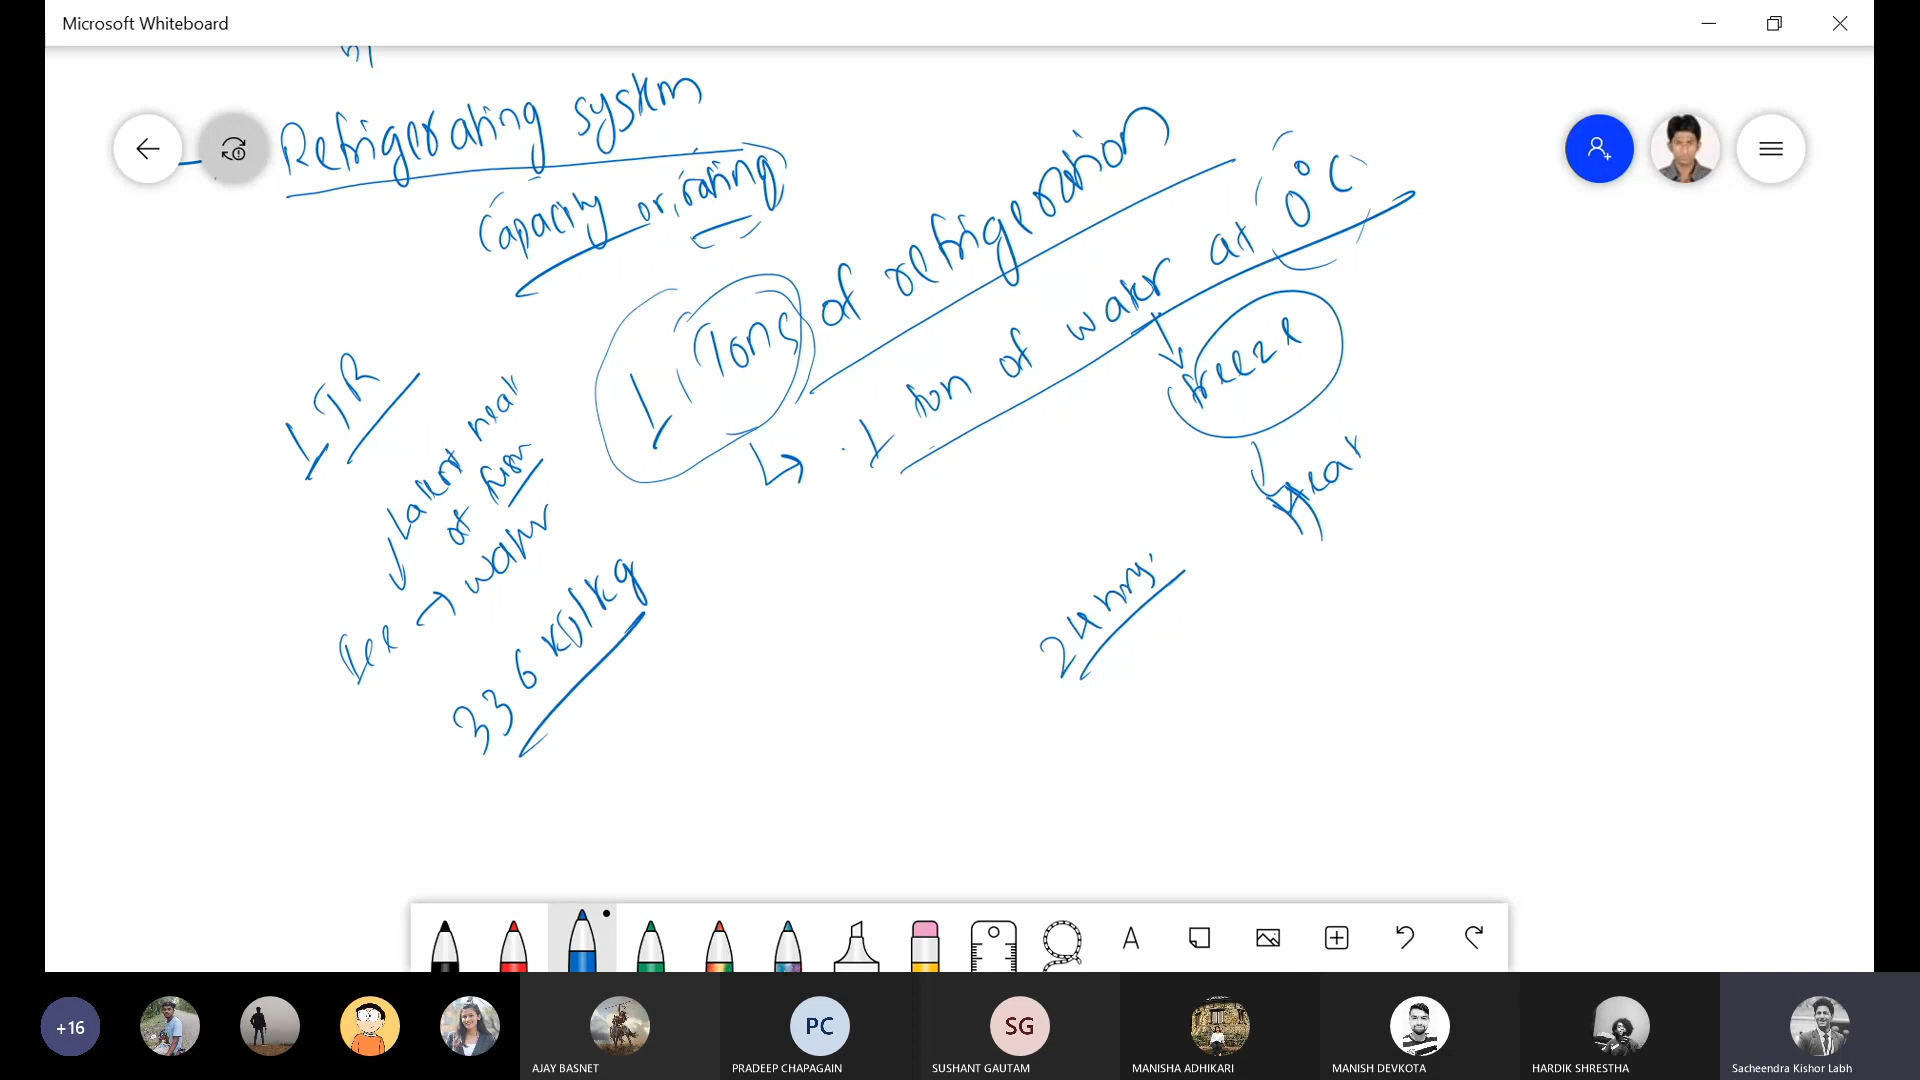 Microsoft Whiteboard
Refrigerating system
Capacity or rating
1 Tons of refrigeration
1 ton of water at 0°C
freeze
Heat
24 hrs.
1 TR
Latent heat
of fusn
Ice → water
336 kJ/kg
+16
PC
SG
AJAY BASNET
PRADEEP CHAPAGAIN
SUSHANT GAUTAM
MANISHA ADHIKARI
MANISH DEVKOTA
HARDIK SHRESTHA
Sacheendra Kishor Labh